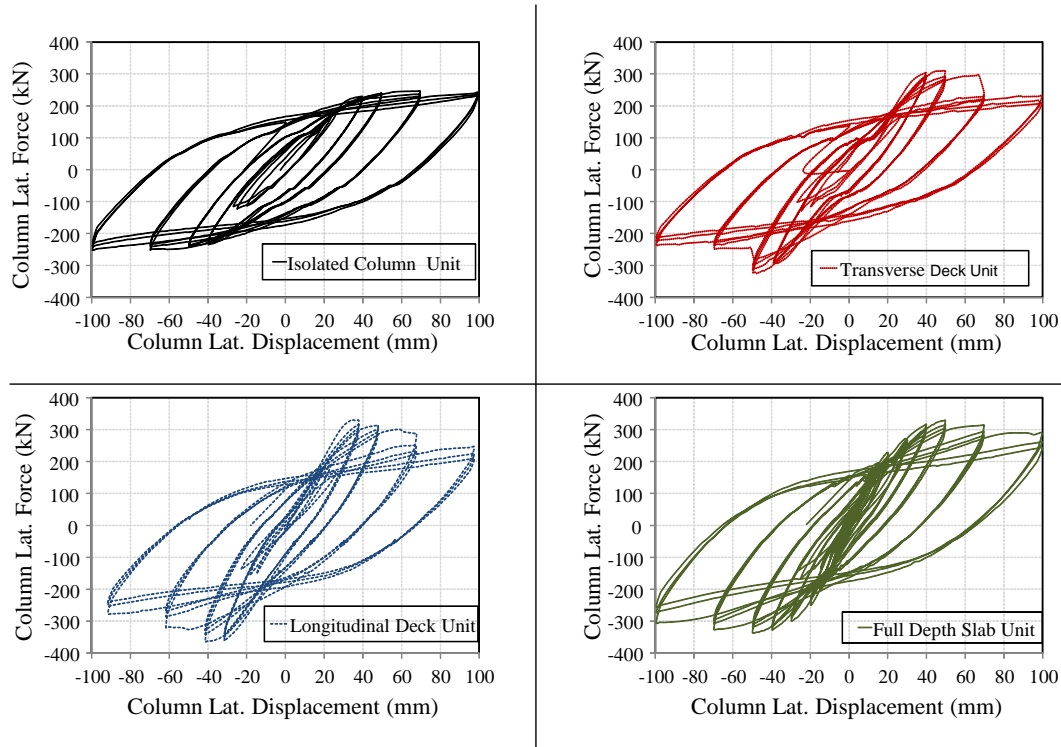 Column Lat. Force (kN)
400
300
200
100
0
-100
-200
-300
-400
Isolated Column Unit
-100 -80 -60 -40 -20 0 20 40 60 80 100
Column Lat. Displacement (mm)
Column Lat. Force (kN)
400
300
200
100
0
-100
-200
-300
-400
Transverse Deck Unit
-100 -80 -60 -40 -20 0 20 40 60 80 100
Column Lat. Displacement (mm)
Column Lat. Force (kN)
400
300
200
100
0
-100
-200
-300
-400
Longitudinal Deck Unit
-100 -80 -60 -40 -20 0 20 40 60 80 100
Column Lat. Displacement (mm)
Column Lat. Force (kN)
400
300
200
100
0
-100
-200
-300
-400
Full Depth Slab Unit
-100 -80 -60 -40 -20 0 20 40 60 80 100
Column Lat. Displacement (mm)